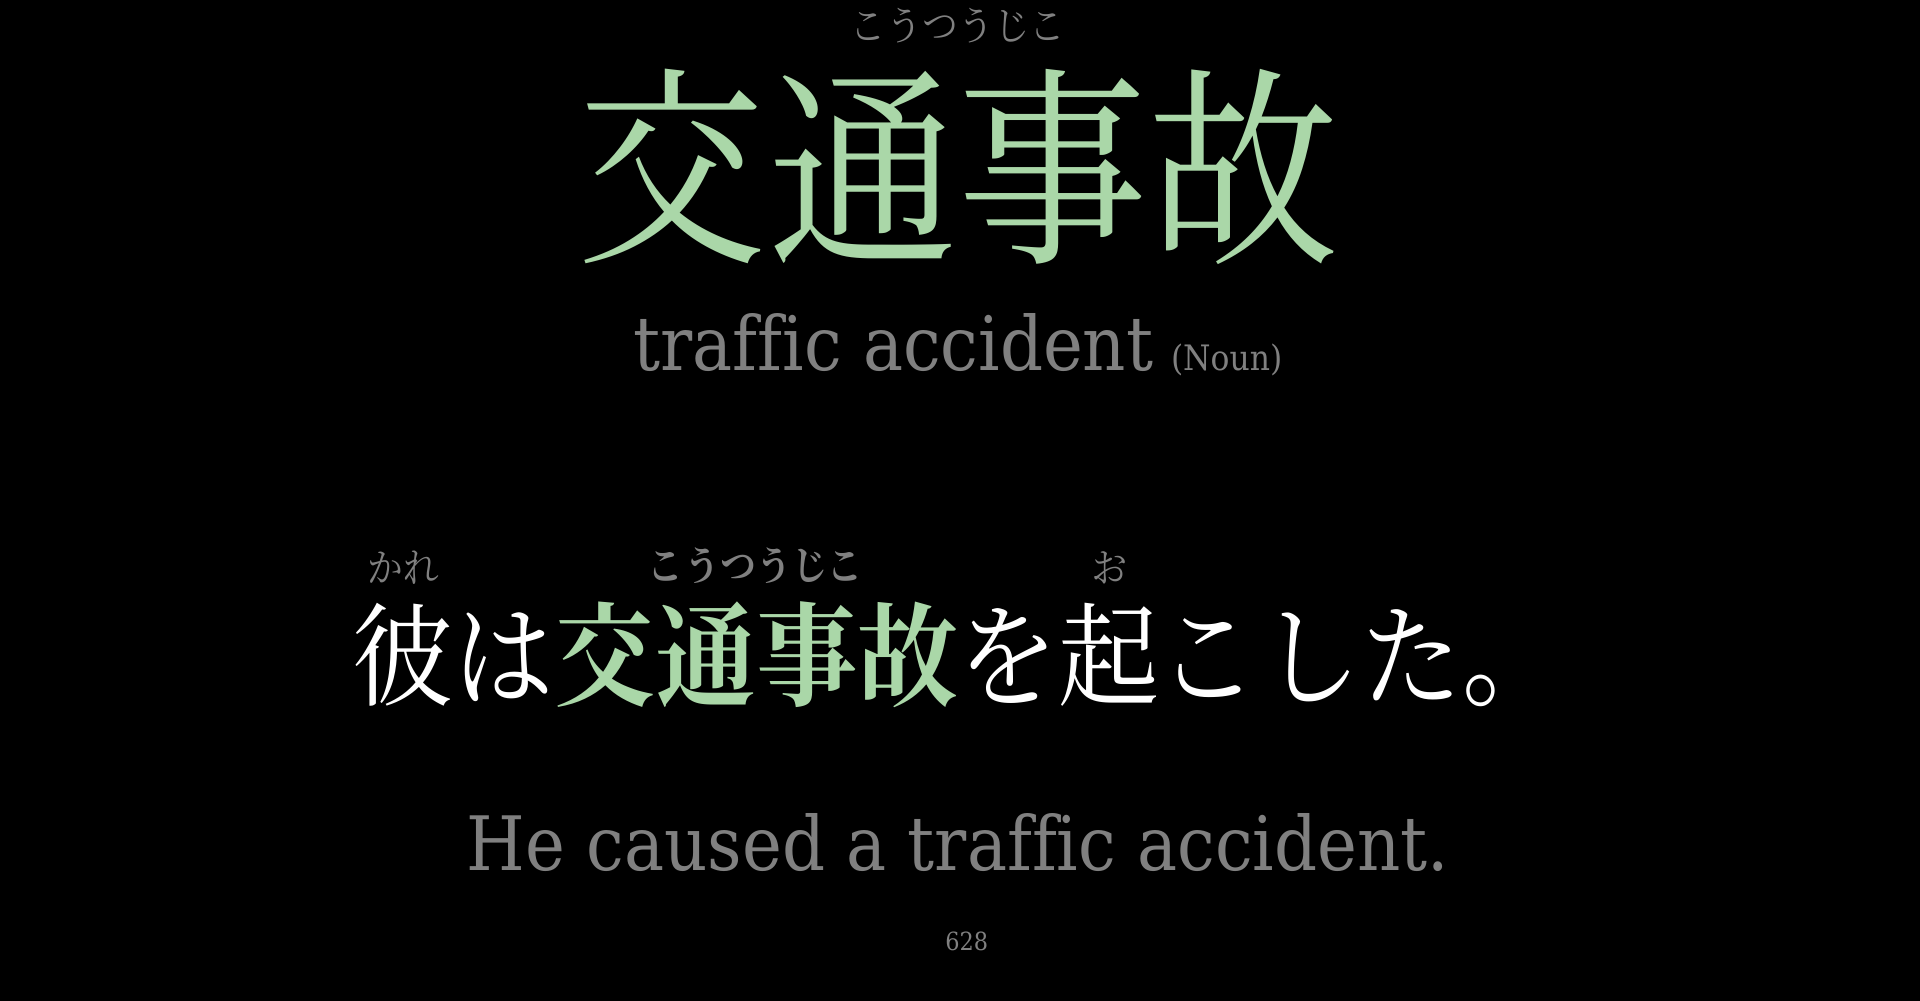 こうつうじこ
交通事故
traffic accident (Noun)
かれ こうつうじこ お
彼は交通事故を起こした。
He caused a traffic accident.
628